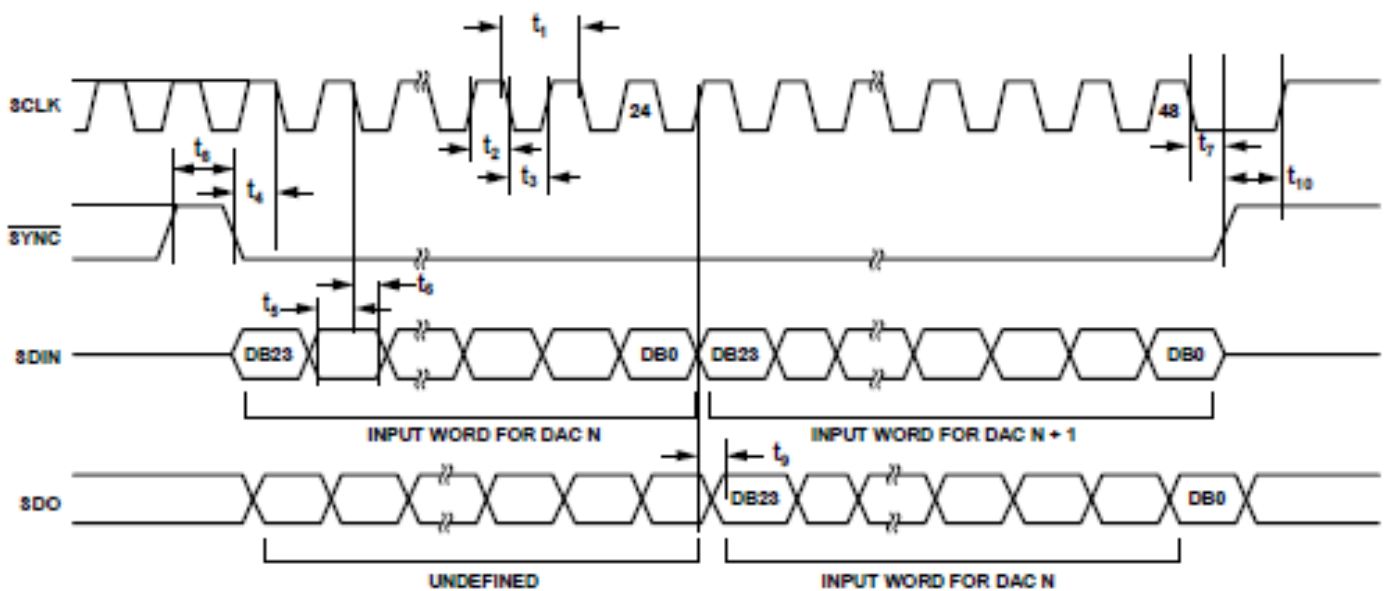 t1
SCLK
24
48
t2
t3
t7
t8
t4
t10
SYNC
t6
t5
SDIN
DB23
DB0
DB23
DB0
INPUT WORD FOR DAC N
INPUT WORD FOR DAC N + 1
t9
SDO
DB23
DB0
UNDEFINED
INPUT WORD FOR DAC N